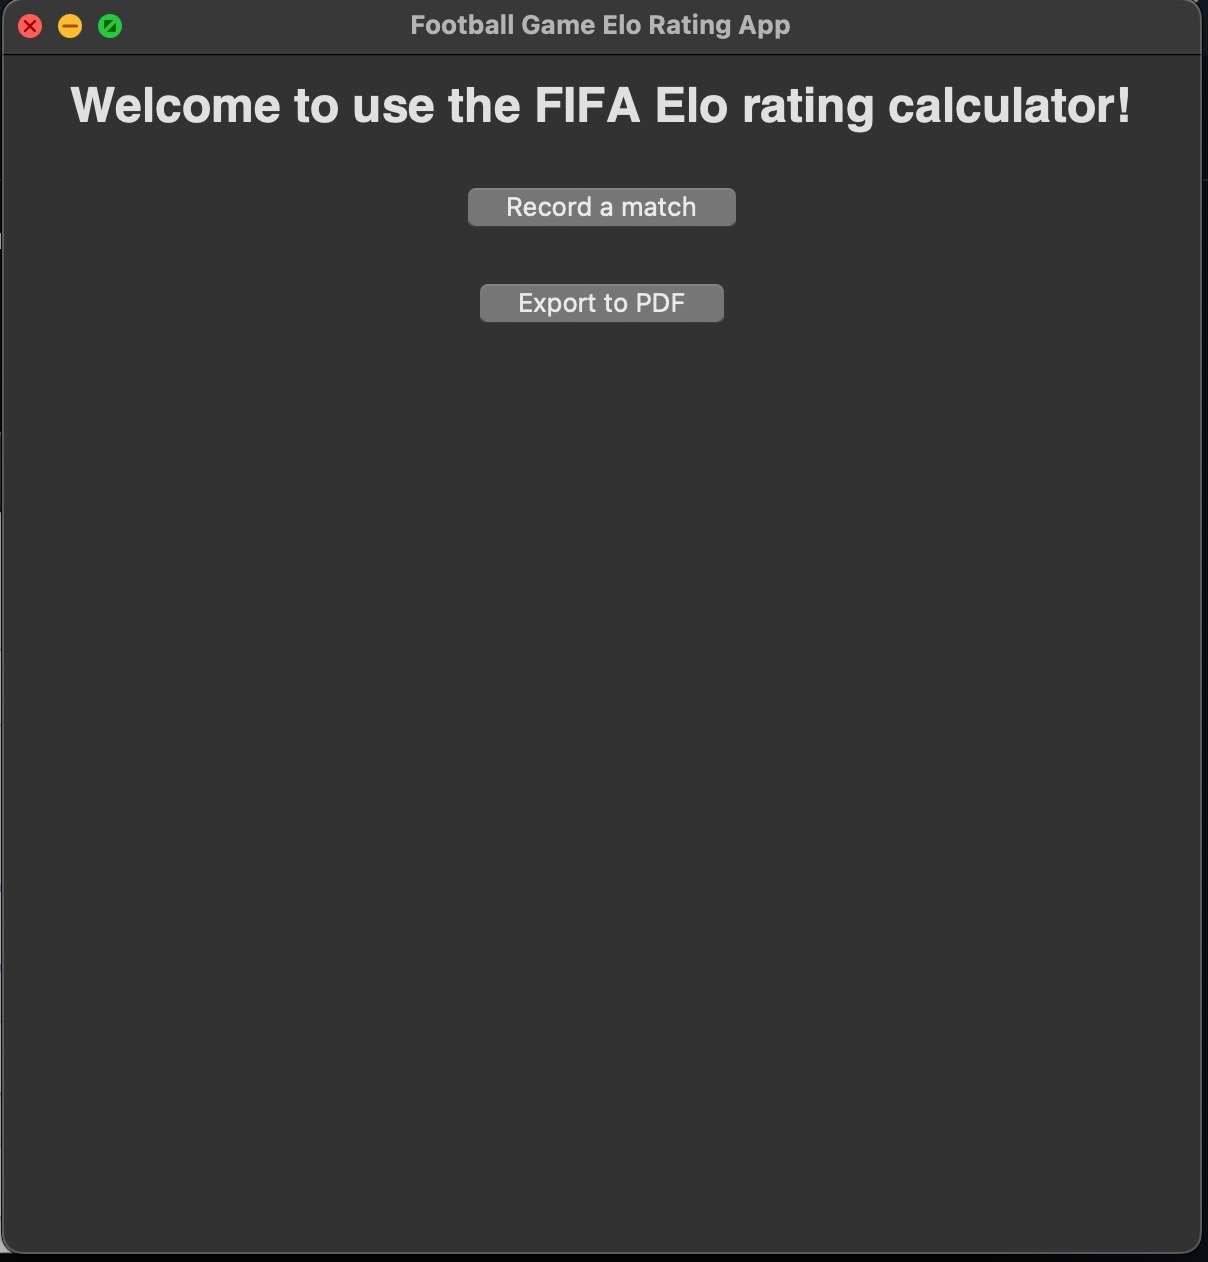 Football Game Elo Rating App
Welcome to use the FIFA Elo rating calculator!
Record a match
Export to PDF